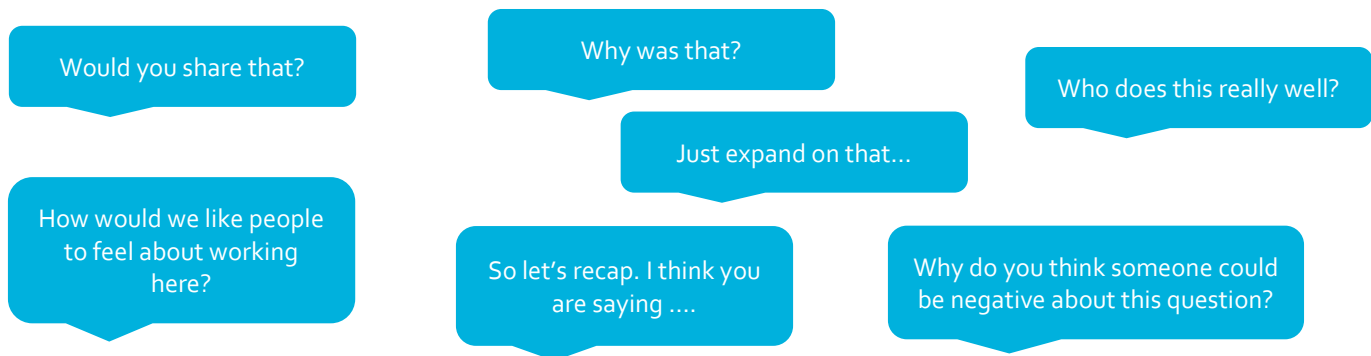 Would you share that?
Why was that?
Who does this really well?
Just expand on that...
How would we like people
to feel about working
here?
So let's recap. I think you
are saying ....
Why do you think someone could
be negative about this question?